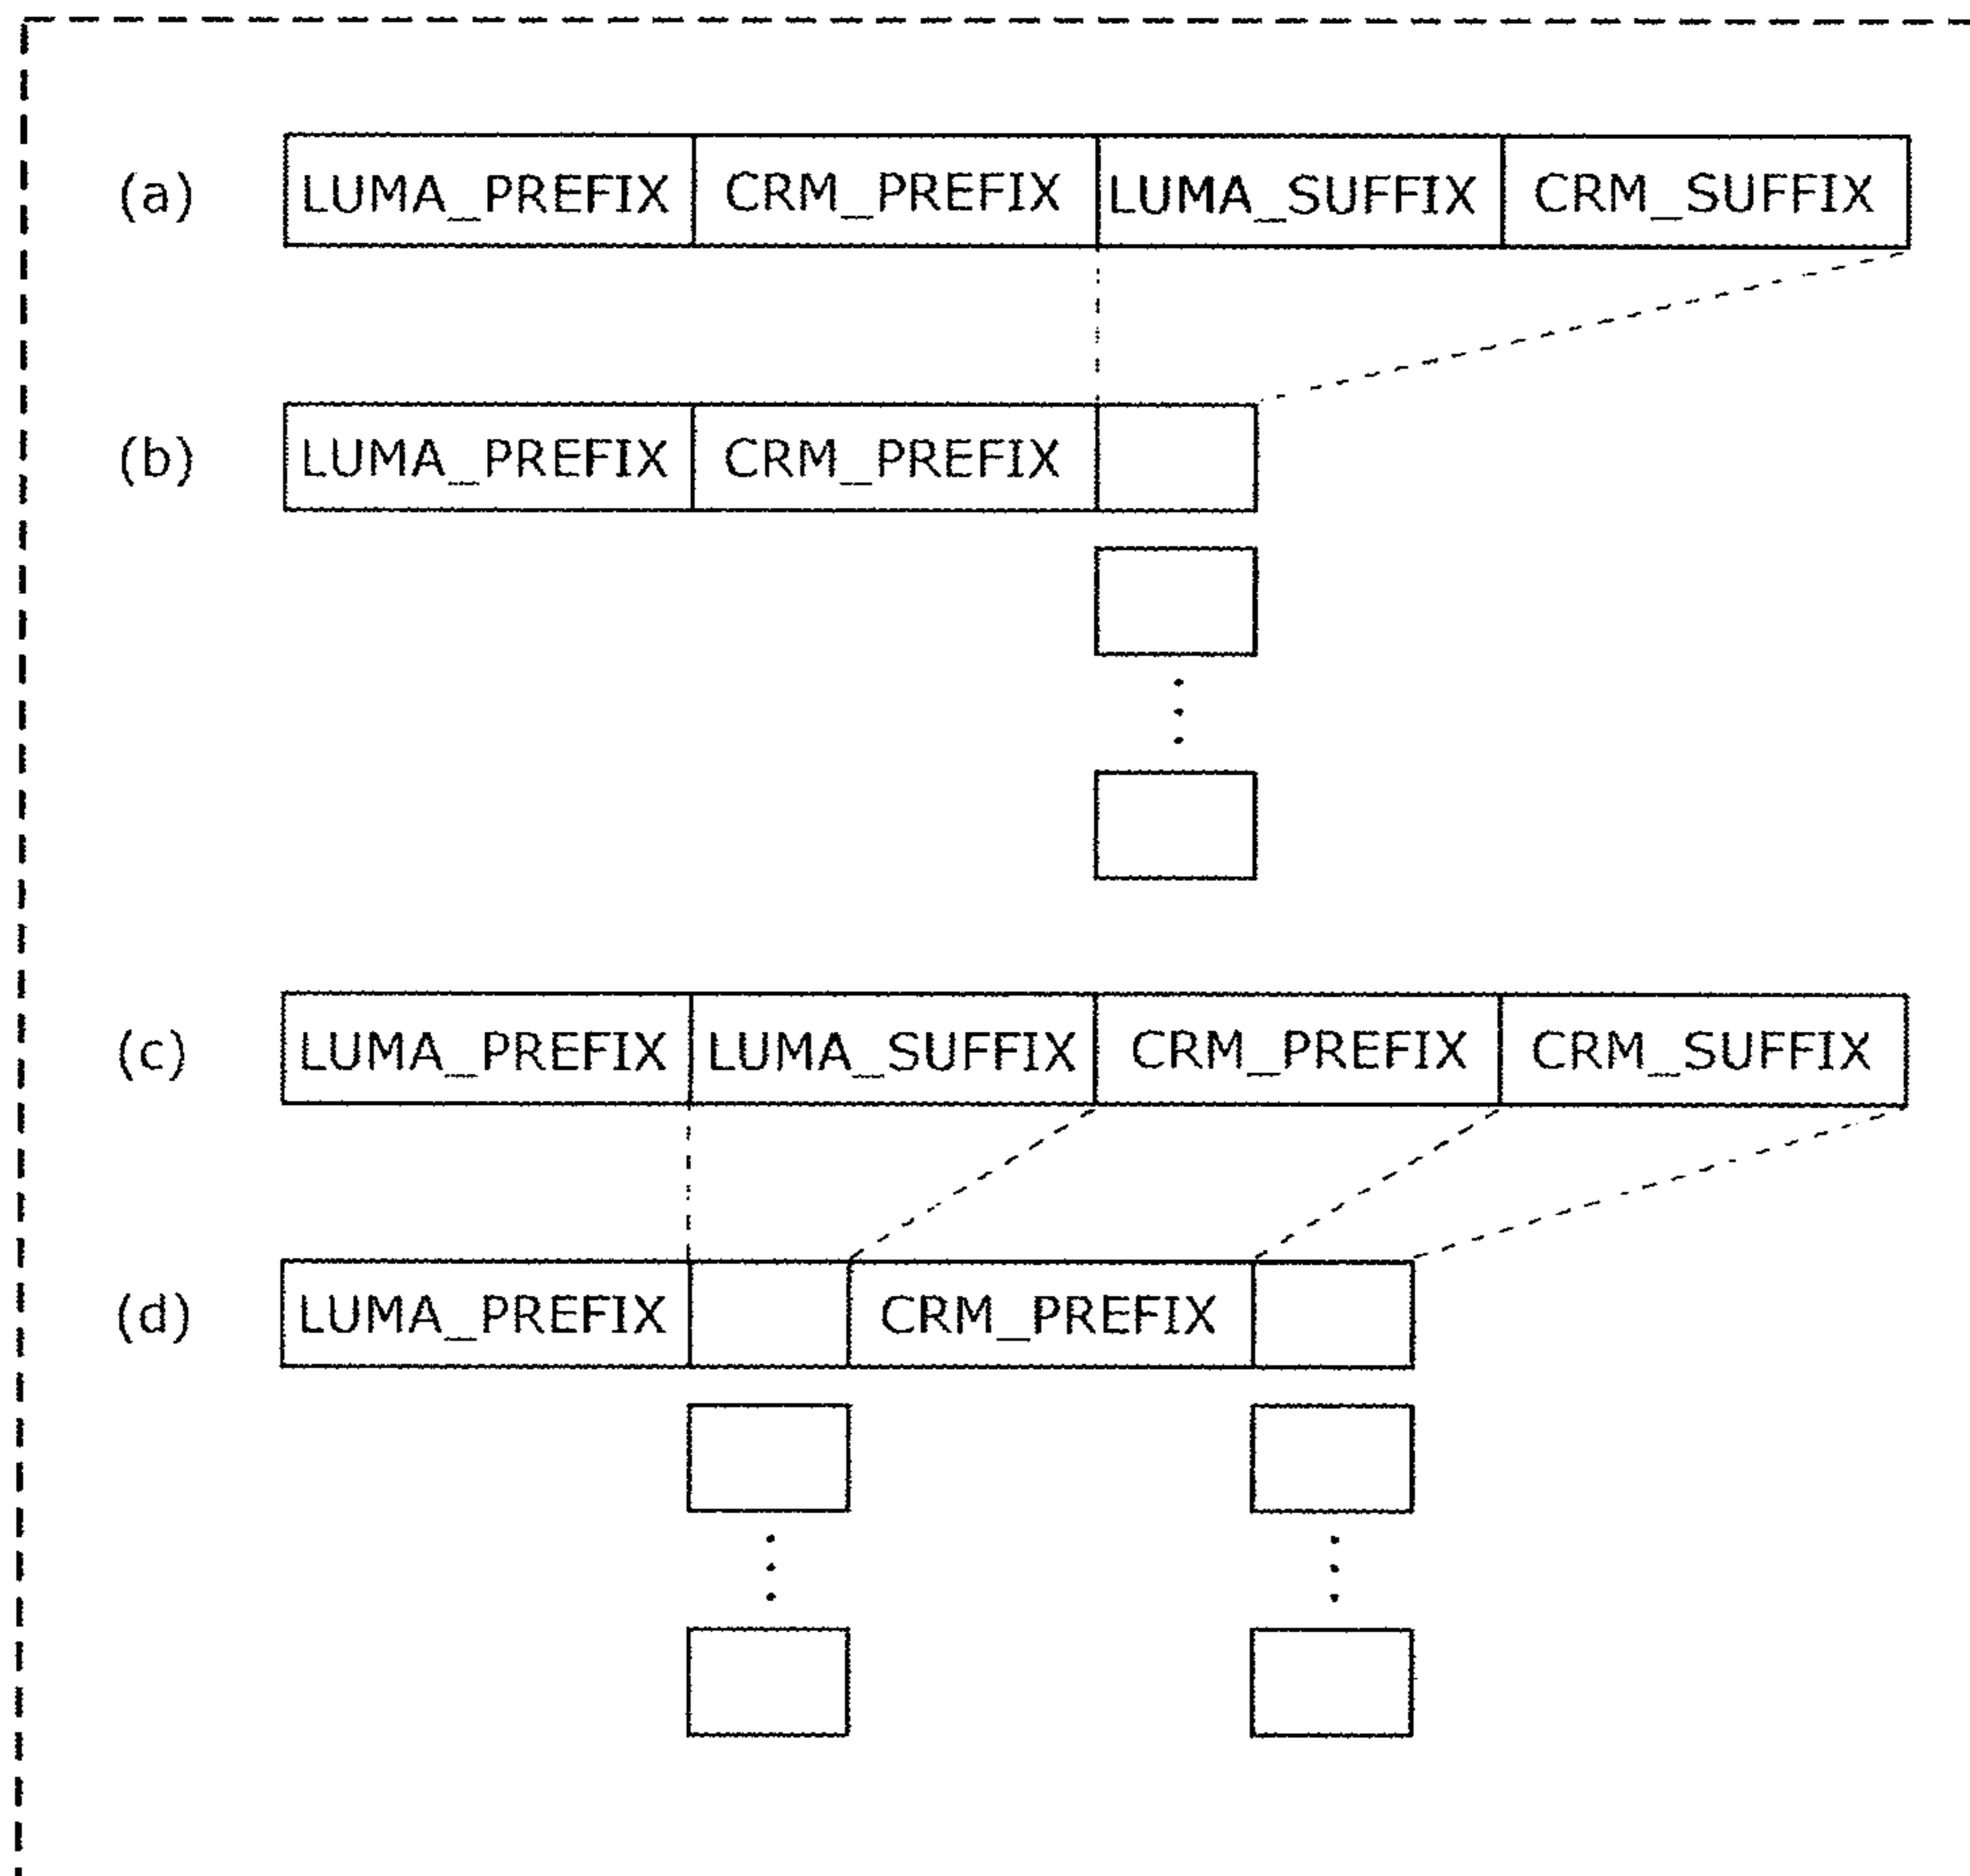 (a) LUMA_PREFIX CRM_PREFIX LUMA_SUFFIX CRM_SUFFIX
(b) LUMA_PREFIX CRM_PREFIX
(c) LUMA_PREFIX LUMA_SUFFIX CRM_PREFIX CRM_SUFFIX
(d) LUMA_PREFIX CRM_PREFIX